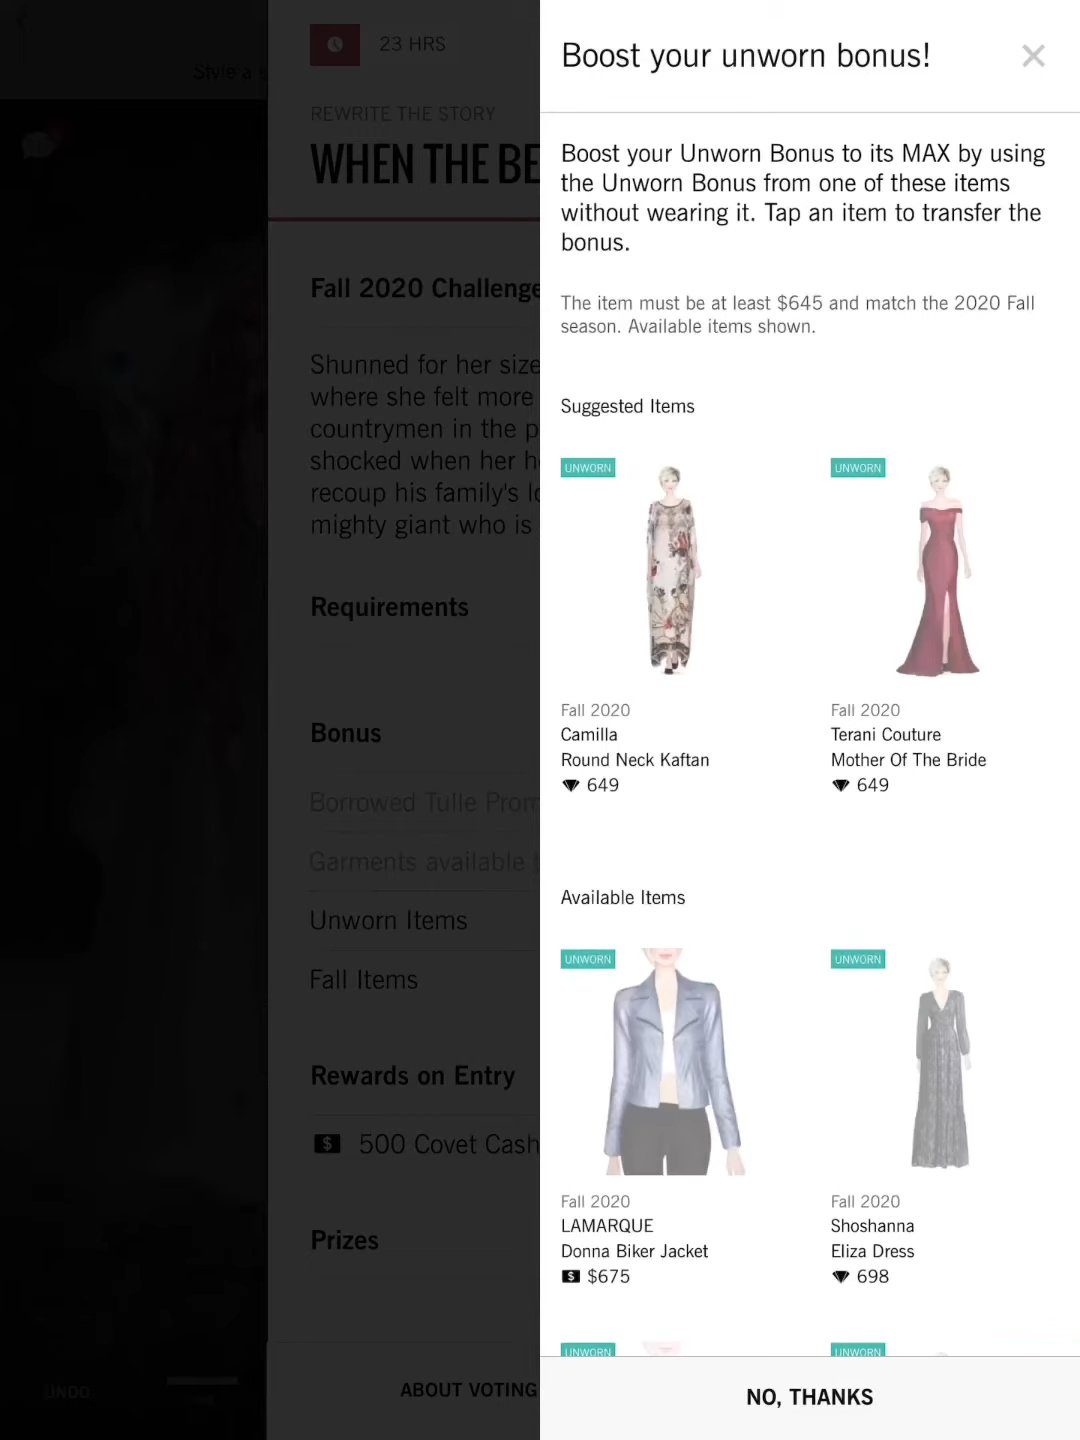 Style a
23 HRS
REWRITE THE STORY
WHEN THE BE
Fall 2020 Challenge
Shunned for her size
where she felt more
countrymen in the p
shocked when her h
recoup his family's l
mighty giant who is
Requirements
Bonus
Borrowed Tulle Prom
Garments available
Unworn Items
Fall Items
Rewards on Entry
500 Covet Cash
Prizes
UNDO
ABOUT VOTING
Boost your unworn bonus!
Boost your Unworn Bonus to its MAX by using
the Unworn Bonus from one of these items
without wearing it. Tap an item to transfer the
bonus.
The item must be at least $645 and match the 2020 Fall
season. Available items shown.
Suggested Items
UNWORN
Fall 2020
Camilla
Round Neck Kaftan
649
UNWORN
Fall 2020
Terani Couture
Mother Of The Bride
649
Available Items
UNWORN
Fall 2020
LAMARQUE
Donna Biker Jacket
$675
UNWORN
Fall 2020
Shoshanna
Eliza Dress
698
UNWORN
UNWORN
NO, THANKS